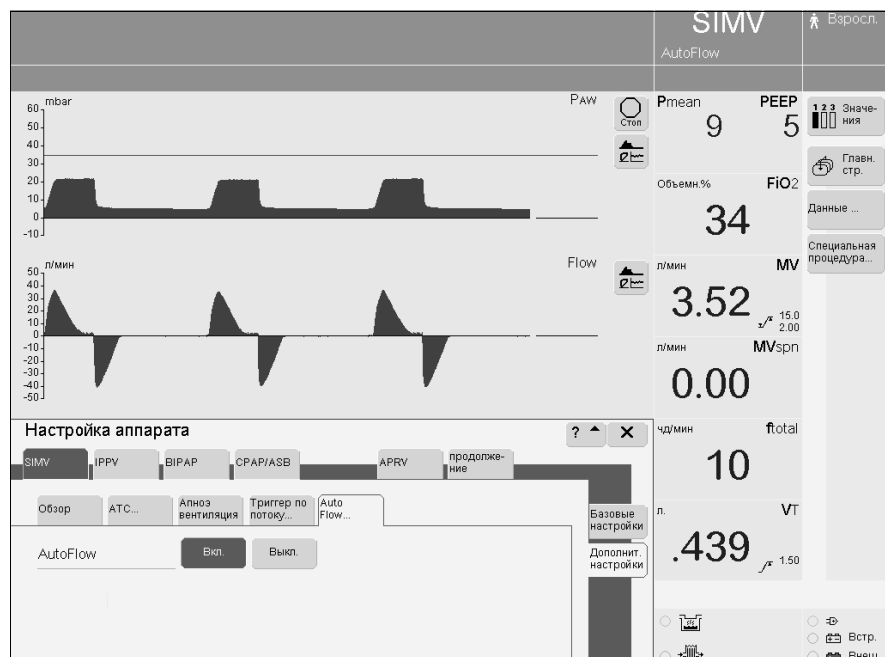 SIMV
AutoFlow
Взросл.
mbar
60
50
40
30
20
10
0
-10
Paw
Стоп
Pmean
PEEP
9
5
1 2 3
Значе-
ния
Главн.
стр.
Данные ...
Специальная
процедура...
Объемн.%
FiO2
34
л/мин
50
40
30
20
10
0
-10
-20
-30
-40
-50
Flow
л/мин
MV
3.52
15.0
2.00
л/мин
MVspn
0.00
чд/мин
ftotal
10
л.
VT
.439
1.50
Настройка аппарата
?
X
SIMV
IPPV
BIPAP
CPAP/ASB
APRV
продолже-
ние
Обзор
ATC...
Апноэ
вентиляция
Триггер по
потоку...
Auto
Flow...
Базовые
настройки
Дополнит.
настройки
AutoFlow
Вкл.
Выкл.
Встр.
Внеш.